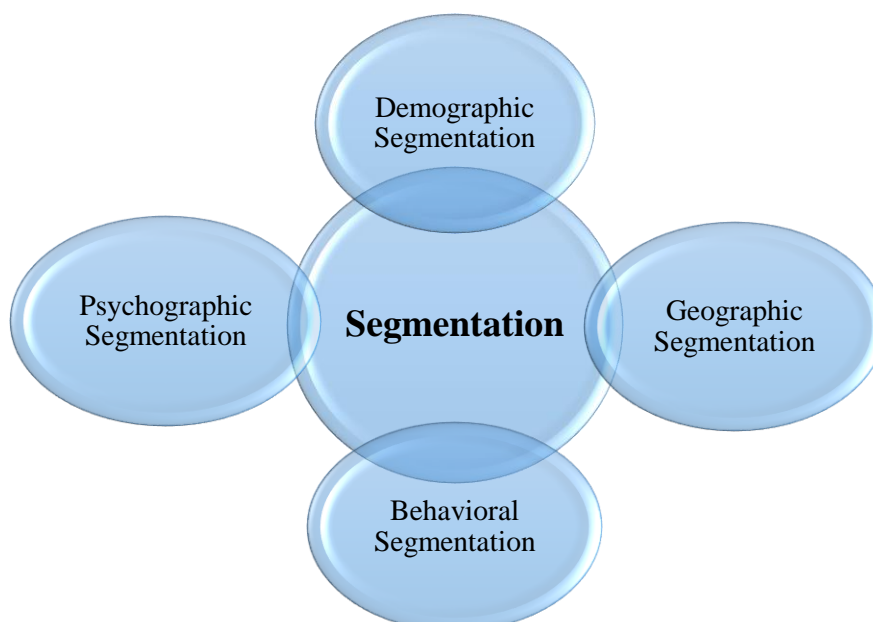 Demographic
Segmentation
Psychographic
Segmentation
Segmentation
Geographic
Segmentation
Behavioral
Segmentation